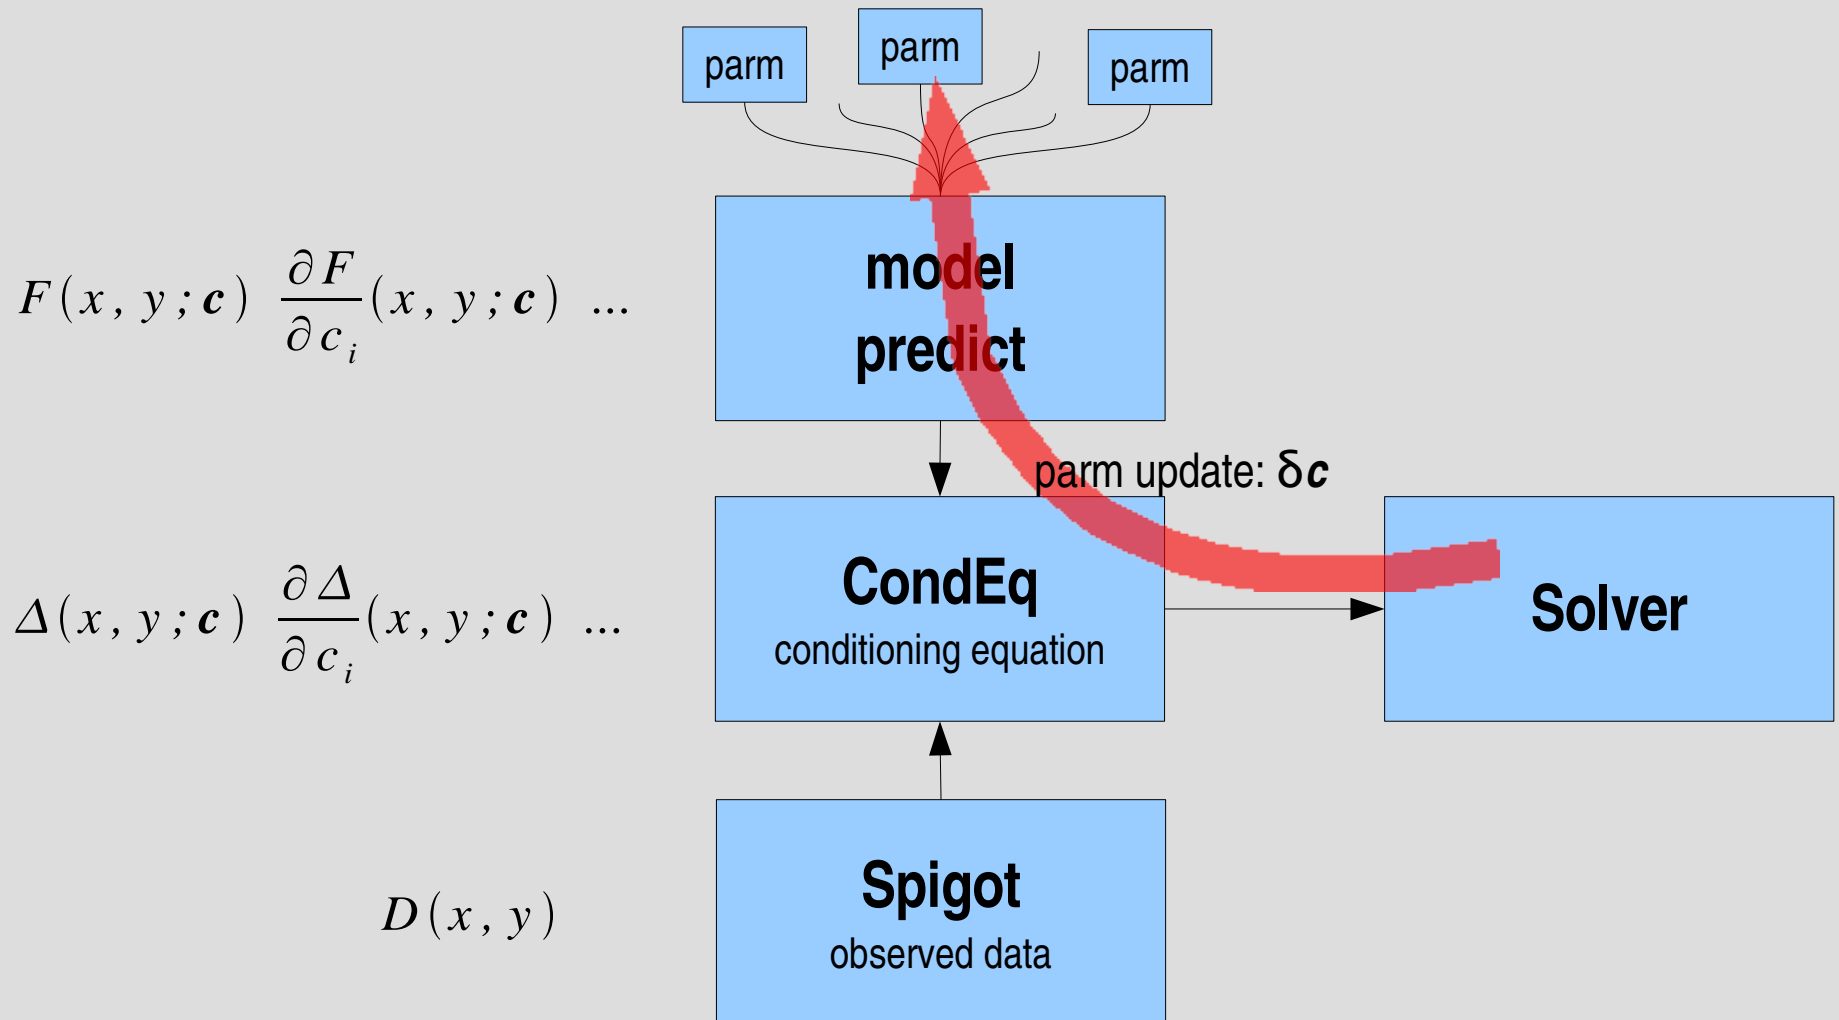 parm
parm
parm
model
predict
F(x, y; c) ∂F/∂c_i (x, y; c) ...
parm update: δc
CondEq
conditioning equation
Δ(x, y; c) ∂Δ/∂c_i (x, y; c) ...
Solver
Spigot
observed data
D(x, y)